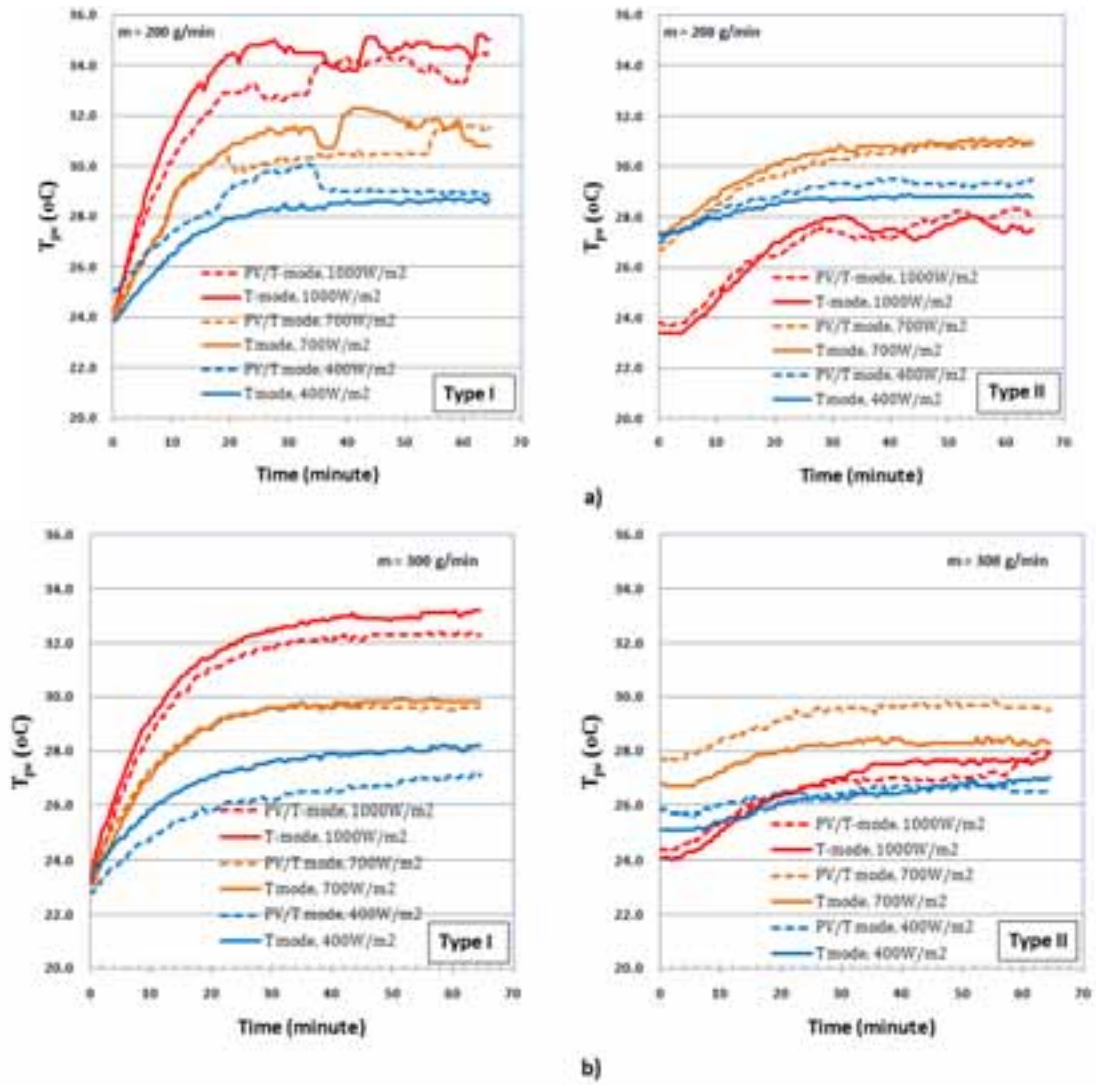 m = 200 g/min
36.0
34.0
32.0
30.0
28.0
26.0
24.0
22.0
20.0
Tpv (oC)
PV/T-mode, 1000W/m2
T-mode, 1000W/m2
PV/T mode, 700W/m2
T mode, 700W/m2
PV/T mode, 400W/m2
T mode, 400W/m2
Type I
0 10 20 30 40 50 60 70
Time (minute)
m = 200 g/min
36.0
34.0
32.0
30.0
28.0
26.0
24.0
22.0
20.0
Tpv (oC)
PV/T-mode, 1000W/m2
T-mode, 1000W/m2
PV/T mode, 700W/m2
T mode, 700W/m2
PV/T mode, 400W/m2
T mode, 400W/m2
Type II
0 10 20 30 40 50 60 70
Time (minute)
a)
m = 300 g/min
36.0
34.0
32.0
30.0
28.0
26.0
24.0
22.0
20.0
Tpv (oC)
PV/T-mode, 1000W/m2
T-mode, 1000W/m2
PV/T mode, 700W/m2
T mode, 700W/m2
PV/T mode, 400W/m2
T mode, 400W/m2
Type I
0 10 20 30 40 50 60 70
Time (minute)
m = 300 g/min
36.0
34.0
32.0
30.0
28.0
26.0
24.0
22.0
20.0
Tpv (oC)
PV/T-mode, 1000W/m2
T-mode, 1000W/m2
PV/T mode, 700W/m2
T mode, 700W/m2
PV/T mode, 400W/m2
T mode, 400W/m2
Type II
0 10 20 30 40 50 60 70
Time (minute)
b)